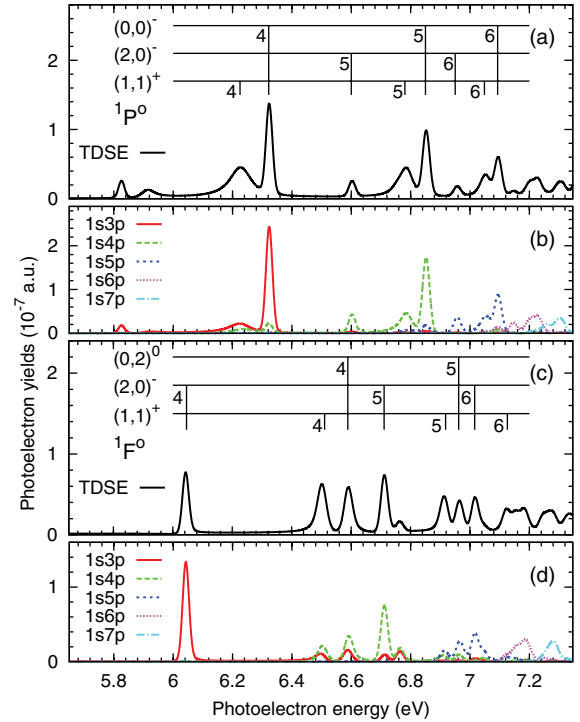 (0,0)⁻ 4 5 6 (a)
(2,0)⁻ 5 6
(1,1)⁺ 4 5 6
¹Pᵒ
TDSE
2
1
0
1s3p (b)
1s4p
1s5p
1s6p
1s7p
2
1
0
Photoelectron yields (10⁻⁷ a.u.)
(0,2)⁰ 4 5 (c)
(2,0)⁻ 4 5 6
(1,1)⁺ 4 5 6
¹Fᵒ
TDSE
2
1
0
1s3p (d)
1s4p
1s5p
1s6p
1s7p
1
0
5.8 6 6.2 6.4 6.6 6.8 7 7.2
Photoelectron energy (eV)